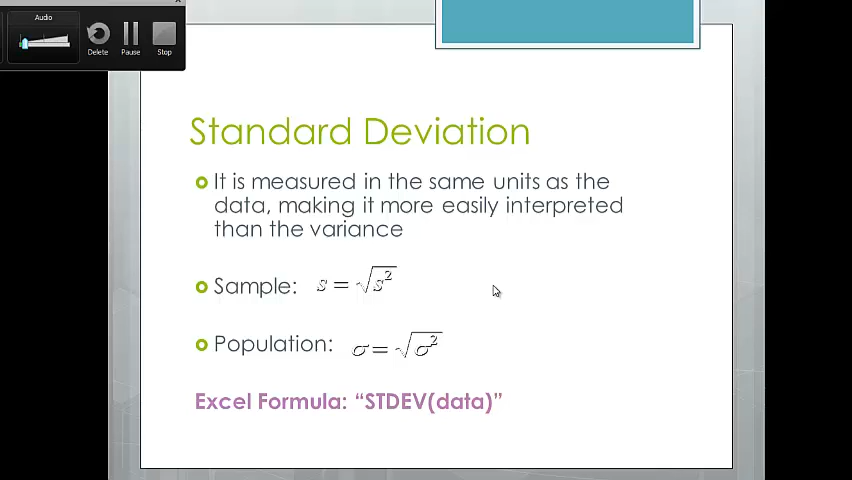 Audio
Delete
Pause
Stop
Standard Deviation
It is measured in the same units as the
data, making it more easily interpreted
than the variance
Sample: s = √s²
Population: σ = √σ²
Excel Formula: “STDEV(data)”